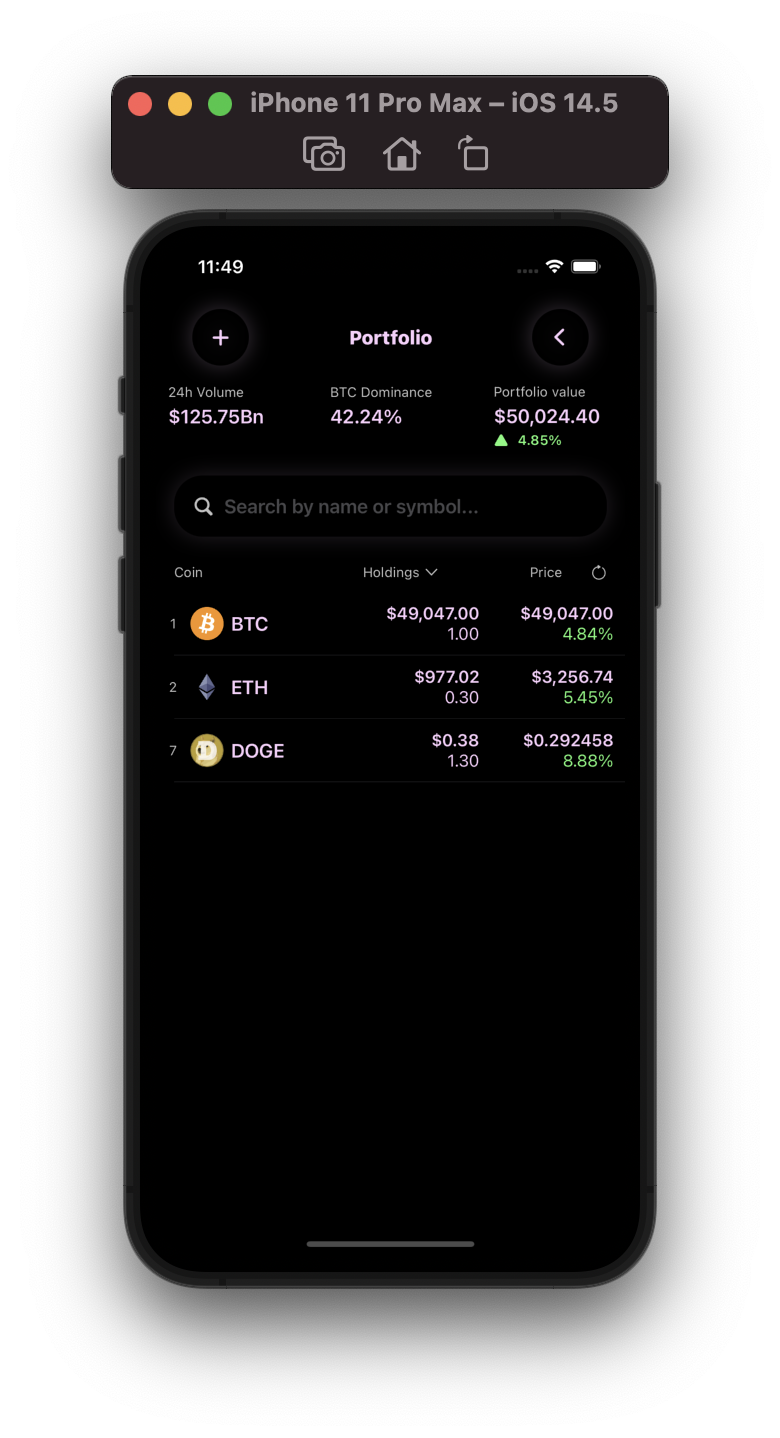 iPhone 11 Pro Max – iOS 14.5
11:49
Portfolio
24h Volume
$125.75Bn
BTC Dominance
42.24%
Portfolio value
$50,024.40
4.85%
Search by name or symbol...
Coin Holdings Price
1 BTC $49,047.00 $49,047.00
1.00 4.84%
2 ETH $977.02 $3,256.74
0.30 5.45%
7 DOGE $0.38 $0.292458
1.30 8.88%